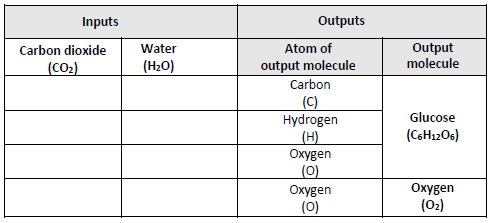 Inputs
Outputs
Carbon dioxide
(CO₂)
Water
(H₂O)
Atom of
output molecule
Output
molecule
Carbon
(C)
Hydrogen
(H)
Oxygen
(O)
Glucose
(C₆H₁₂O₆)
Oxygen
(O)
Oxygen
(O₂)